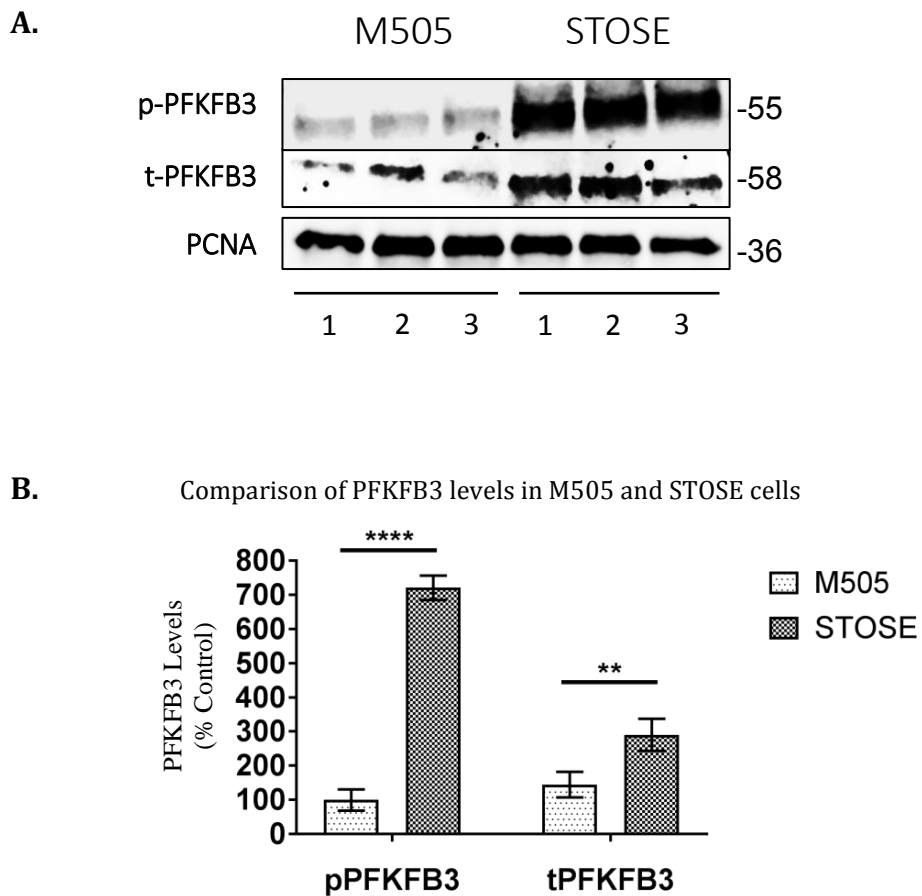 A.
M505 STOSE
p-PFKFB3 -55
t-PFKFB3 -58
PCNA -36
1 2 3 1 2 3
B.
Comparison of PFKFB3 levels in M505 and STOSE cells
PFKFB3 Levels
(% Control)
800
700
600
500
400
300
200
100
0
****
**
M505
STOSE
pPFKFB3 tPFKFB3